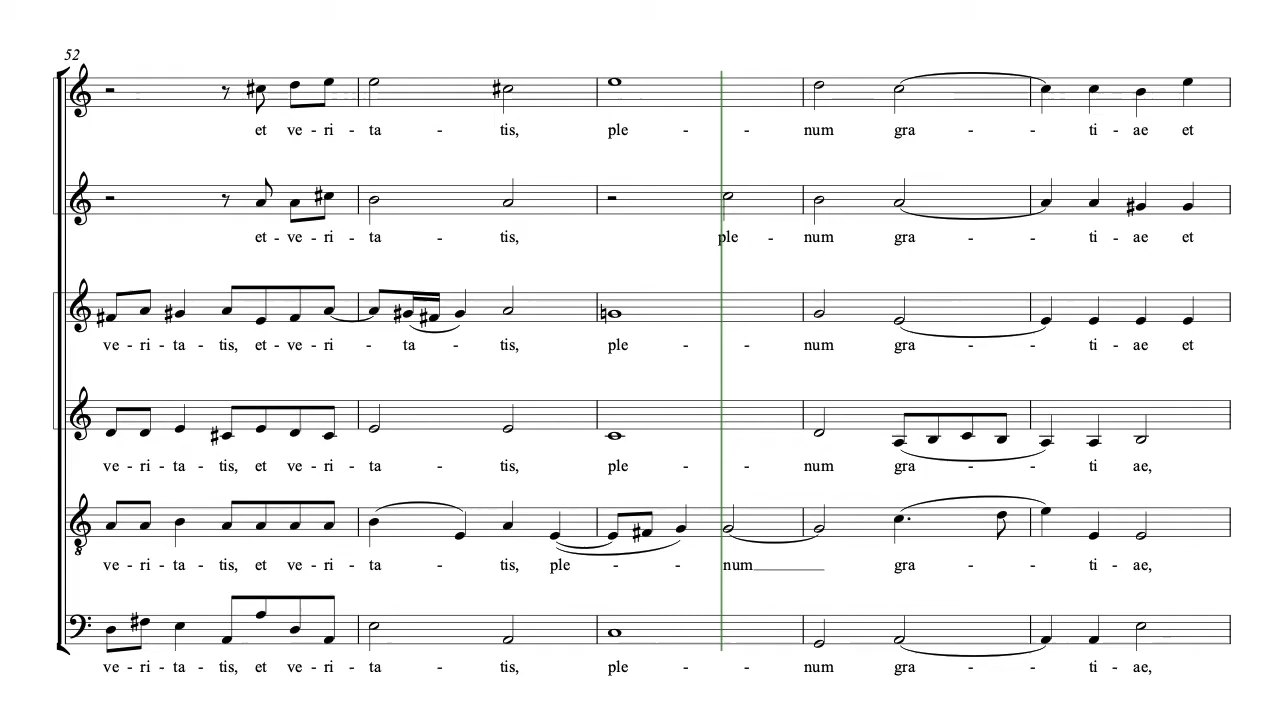 52
et ve - ri - ta - tis, ple - - num gra - - ti - ae et
et - ve - ri - ta - tis, ple - num gra - - ti - ae et
ve - ri - ta - tis, et - ve - ri - ta - tis, ple - - num gra - - ti - ae et
ve - ri - ta - tis, et ve - ri - ta - tis, ple - - num gra - - ti ae,
ve - ri - ta - tis, et ve - ri - ta - tis, ple - - num gra - - ti - ae,
ve - ri - ta - tis, et ve - ri - ta - tis, ple - - num gra - - ti - ae,